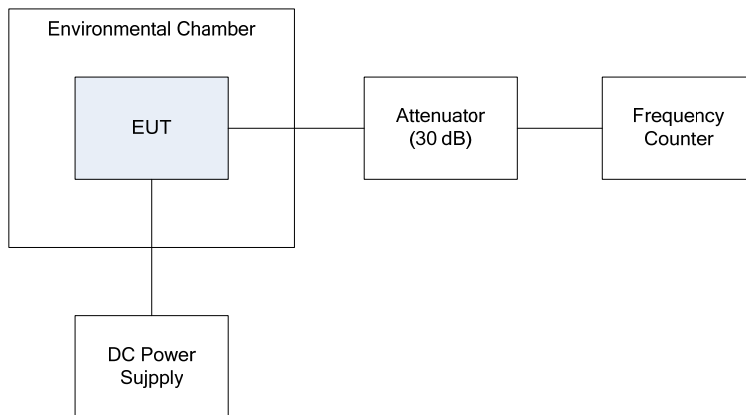 Environmental Chamber
EUT
Attenuator
(30 dB)
Frequency
Counter
DC Power
Sujpply